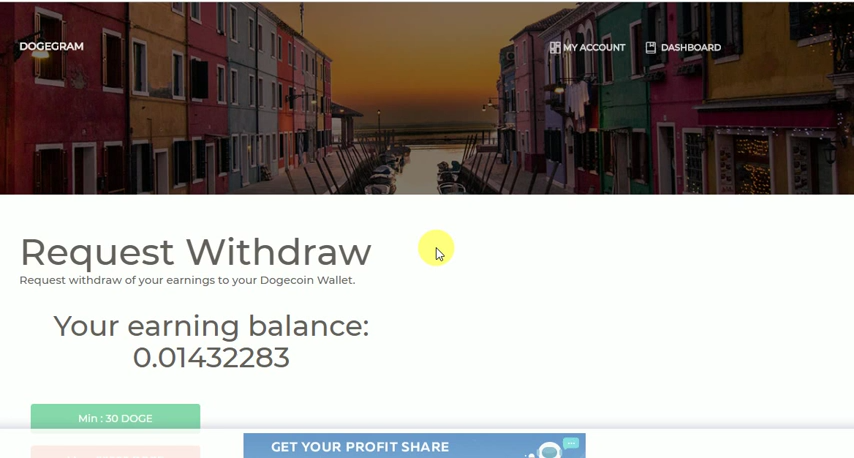 DOGEGRAM
MY ACCOUNT
DASHBOARD
Request Withdraw
Request withdraw of your earnings to your Dogecoin Wallet.
Your earning balance:
0.01432283
Min : 30 DOGE
GET YOUR PROFIT SHARE